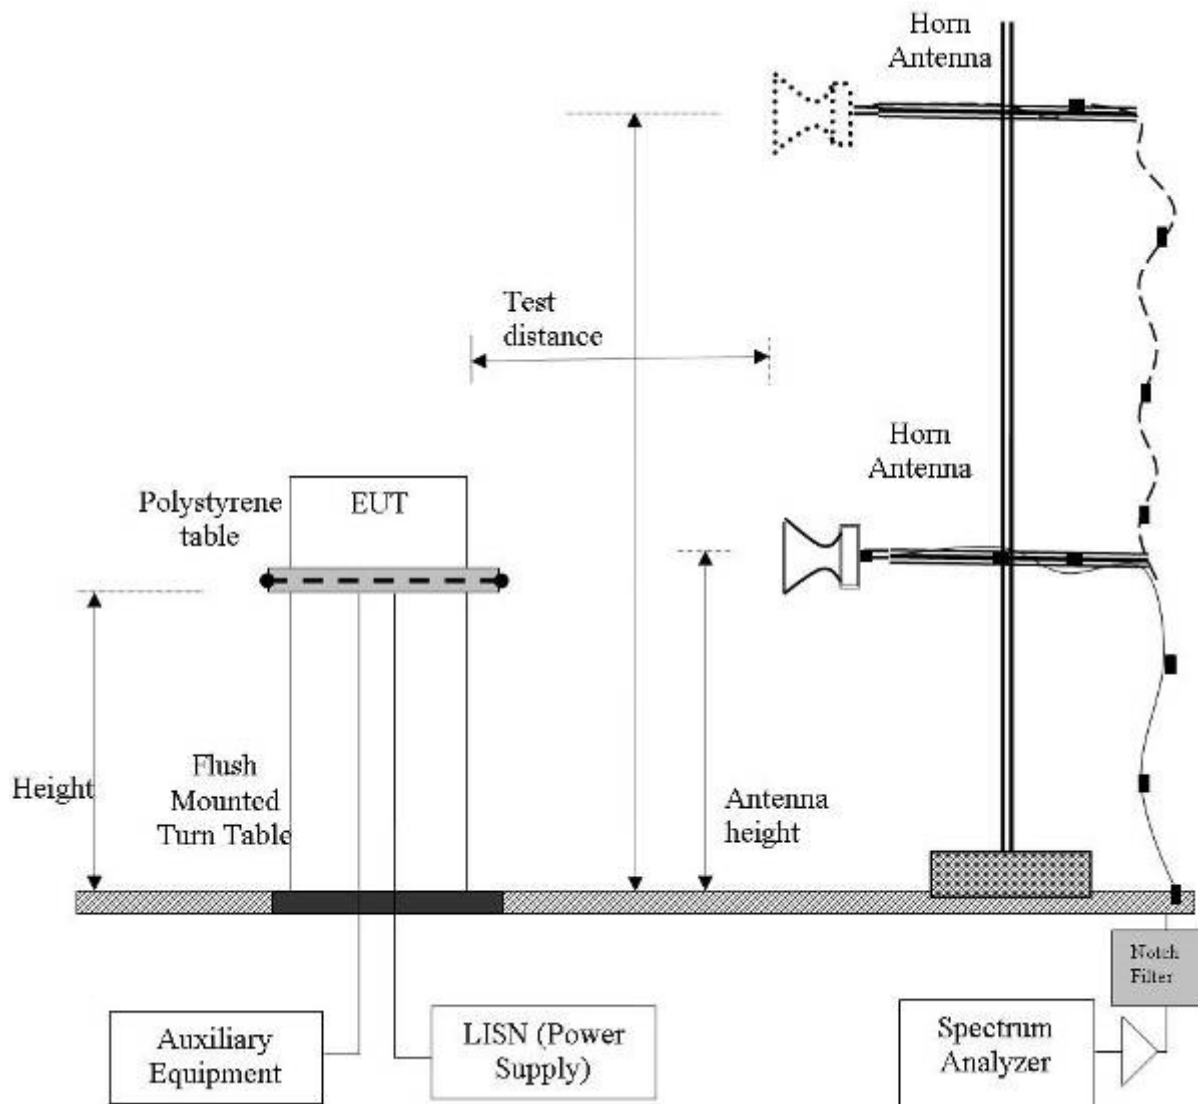 Horn
Antenna
Test
distance
Horn
Antenna
Polystyrene
table
EUT
Height
Flush
Mounted
Turn Table
Antenna
height
Notch
Filter
Auxiliary
Equipment
LISN (Power
Supply)
Spectrum
Analyzer